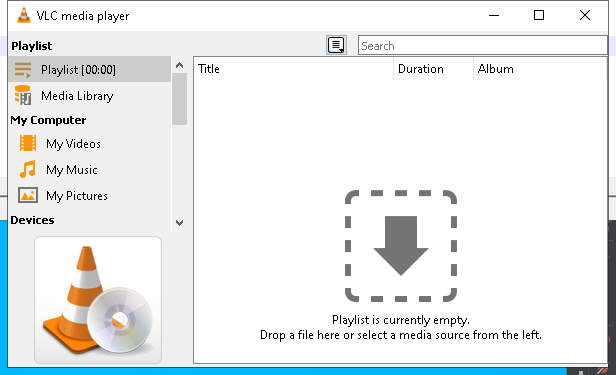 VLC media player
Playlist
Search
Playlist [00:00]
Media Library
My Computer
My Videos
My Music
My Pictures
Devices
Title Duration Album
Playlist is currently empty.
Drop a file here or select a media source from the left.